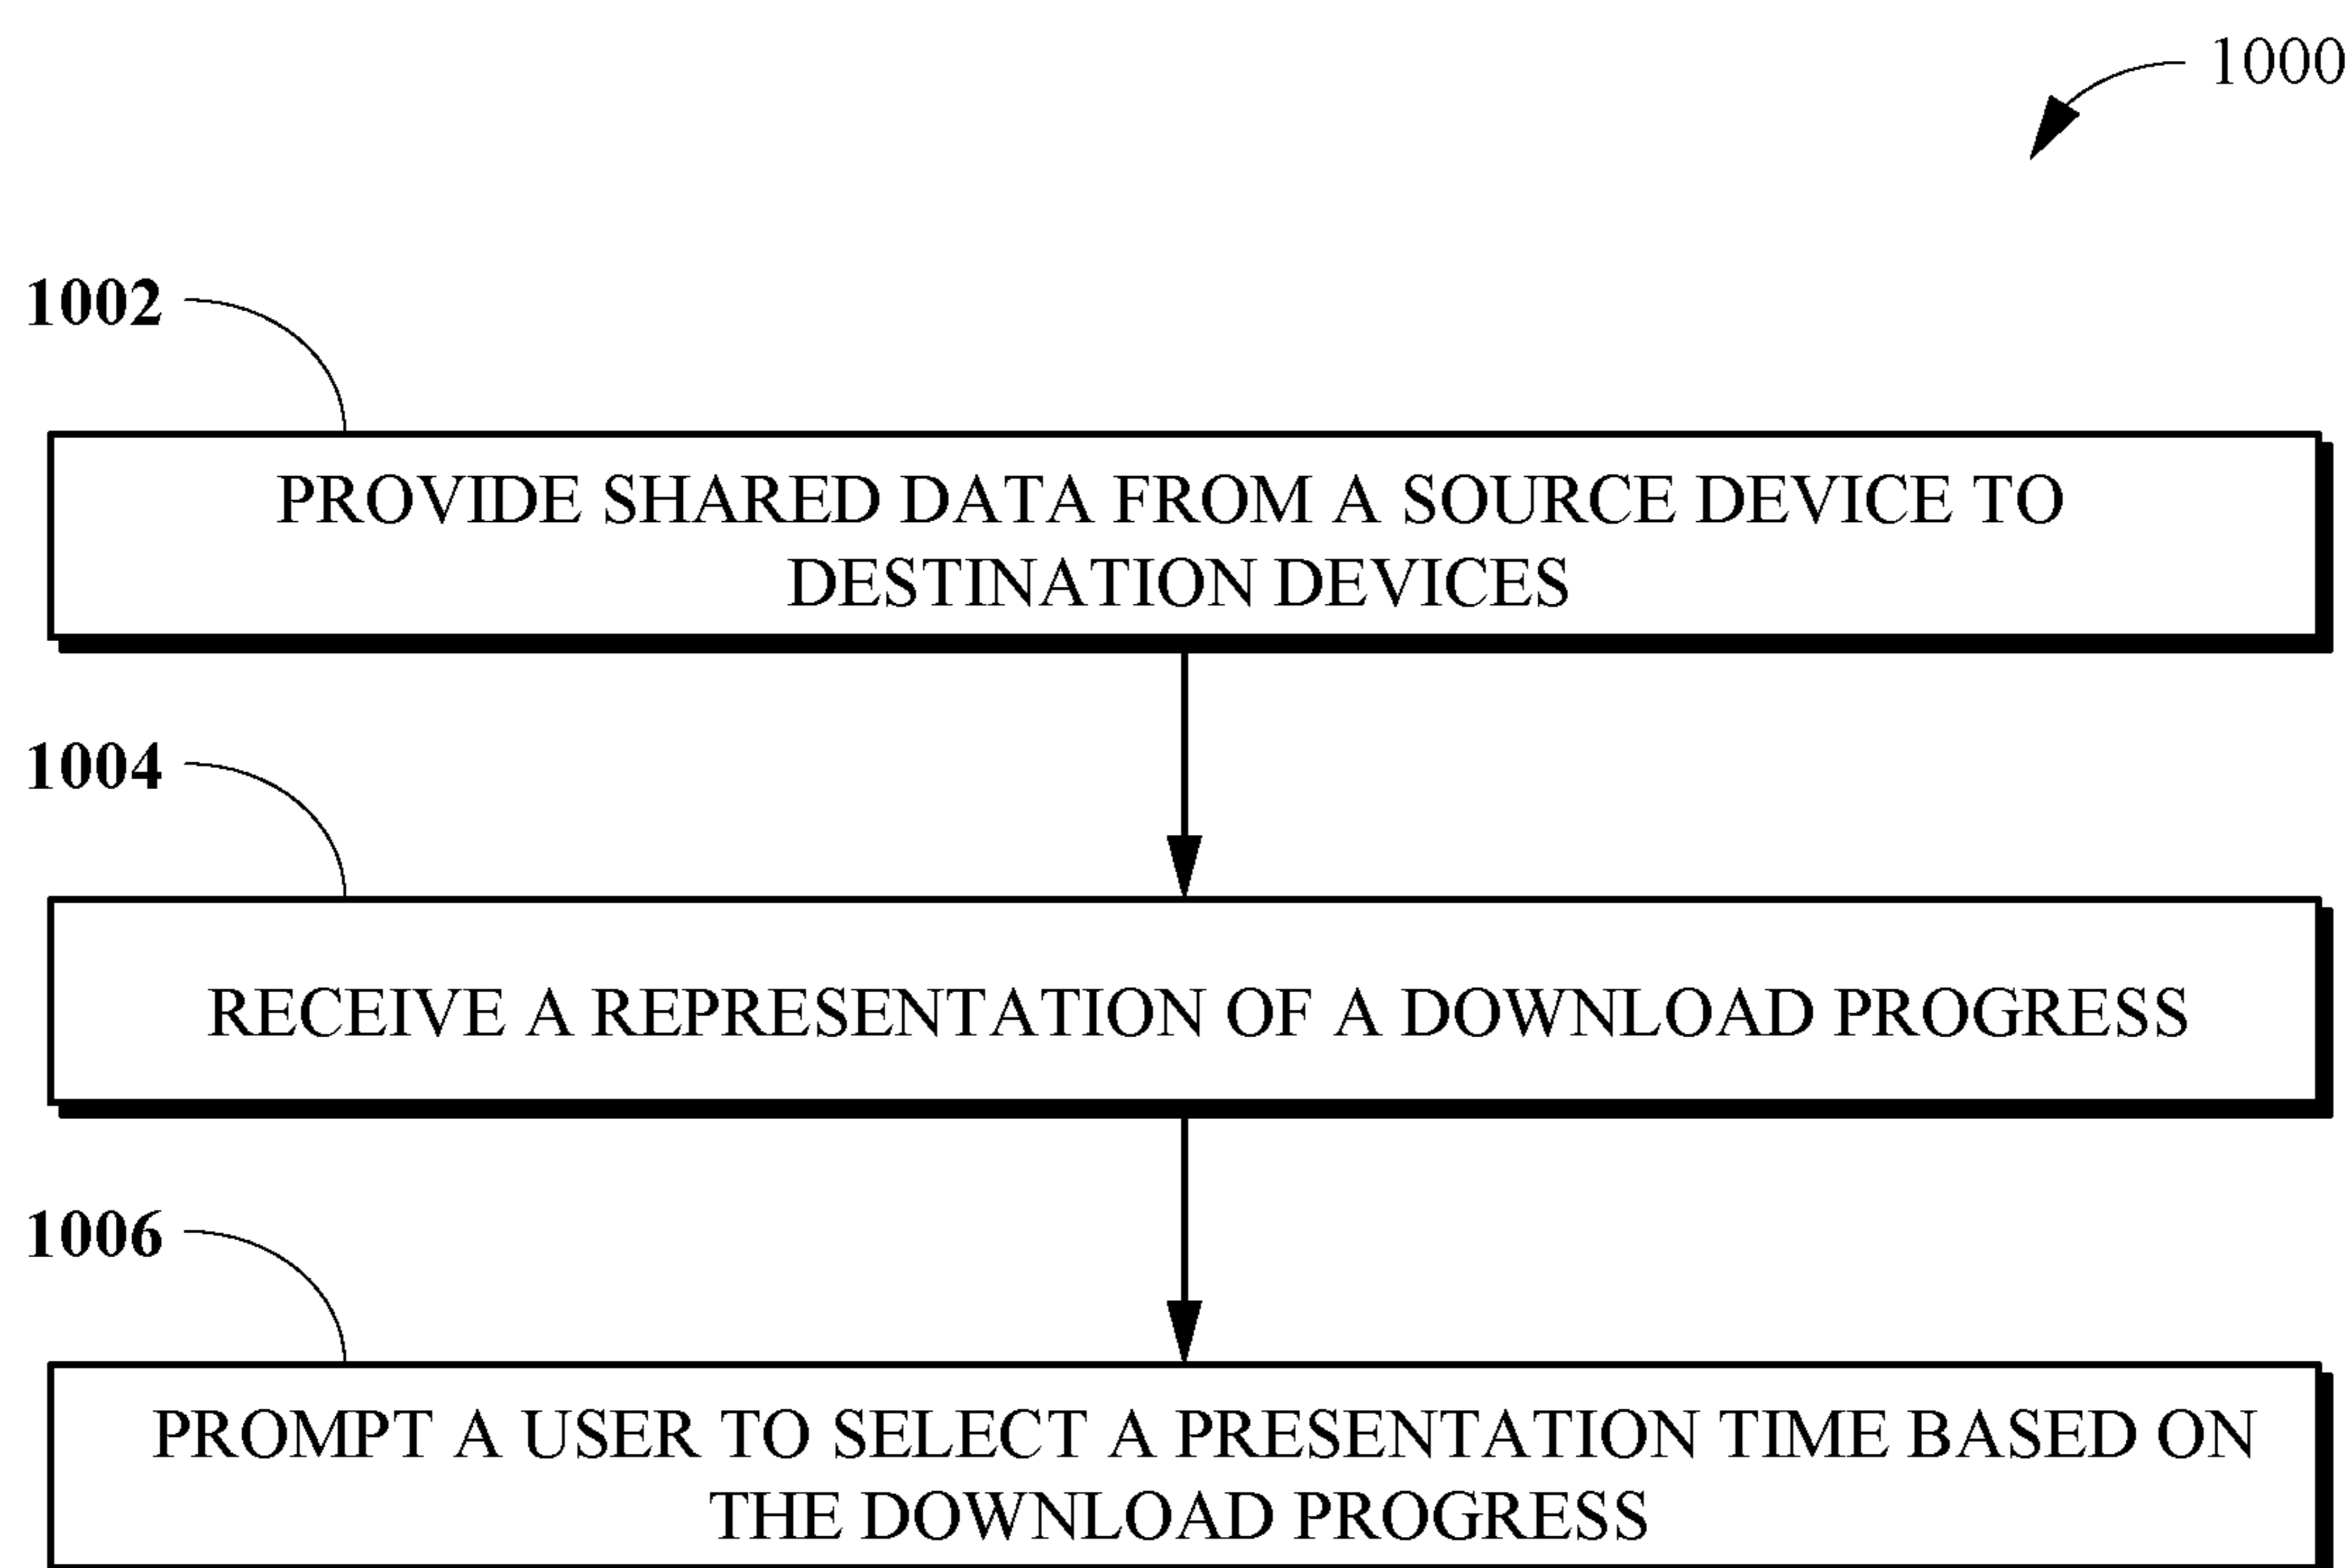 1000
1002
PROVIDE SHARED DATA FROM A SOURCE DEVICE TO
DESTINATION DEVICES
1004
RECEIVE A REPRESENTATION OF A DOWNLOAD PROGRESS
1006
PROMPT A USER TO SELECT A PRESENTATION TIME BASED ON
THE DOWNLOAD PROGRESS